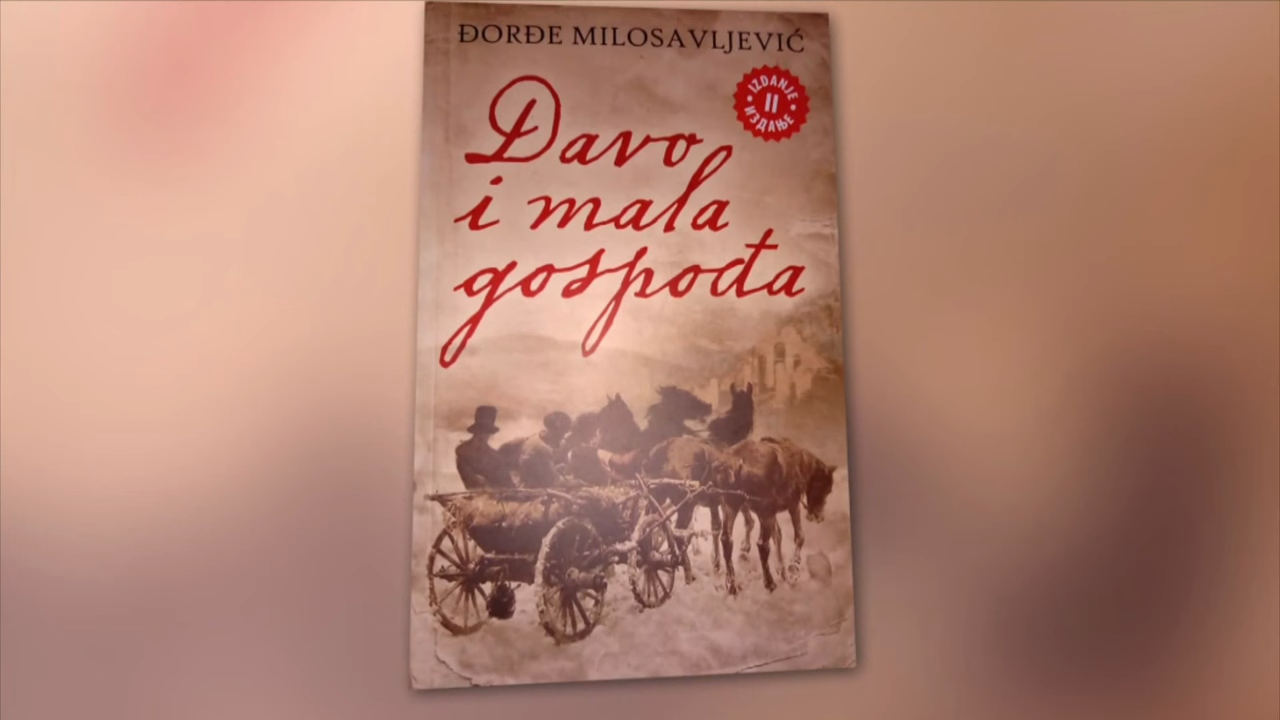 ĐORĐE MILOSAVLJEVIĆ
IZDANJE
II
ИЗДАЊЕ
Đavo
i mala
gospođa